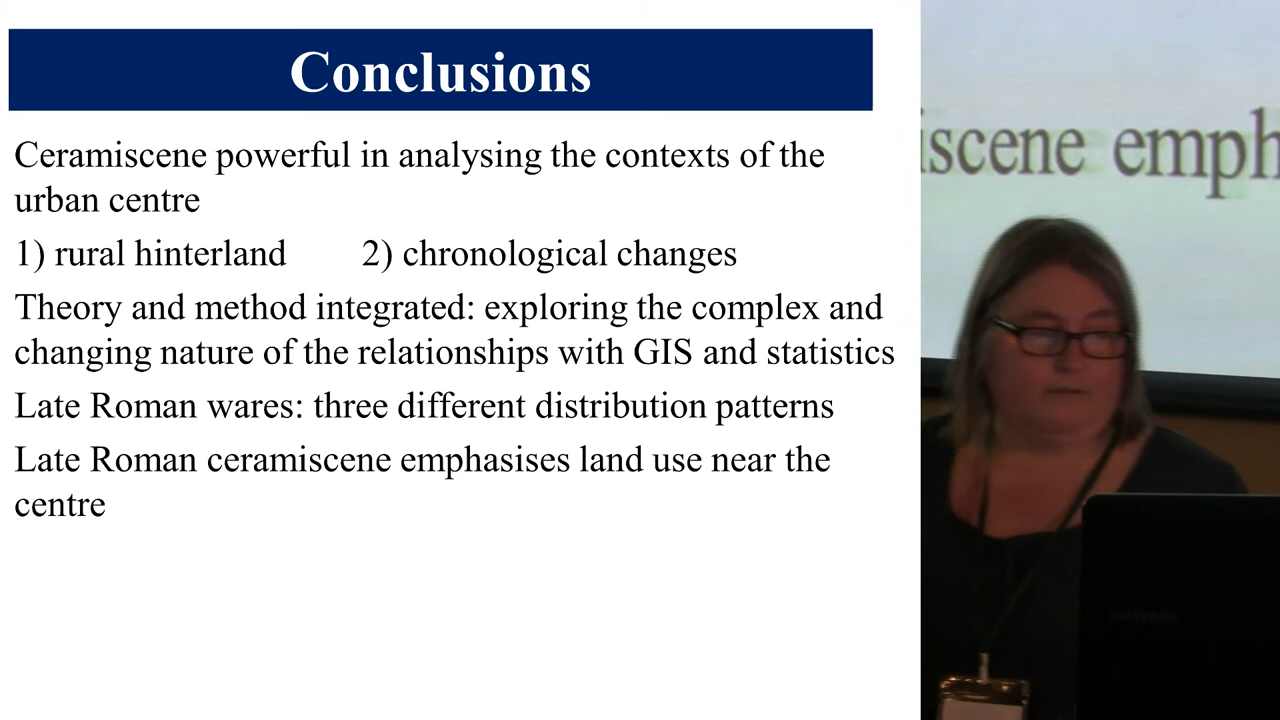 Conclusions
Ceramiscene powerful in analysing the contexts of the
urban centre
1) rural hinterland 2) chronological changes
Theory and method integrated: exploring the complex and
changing nature of the relationships with GIS and statistics
Late Roman wares: three different distribution patterns
Late Roman ceramiscene emphasises land use near the
centre
iscene emph
SAMSUNG